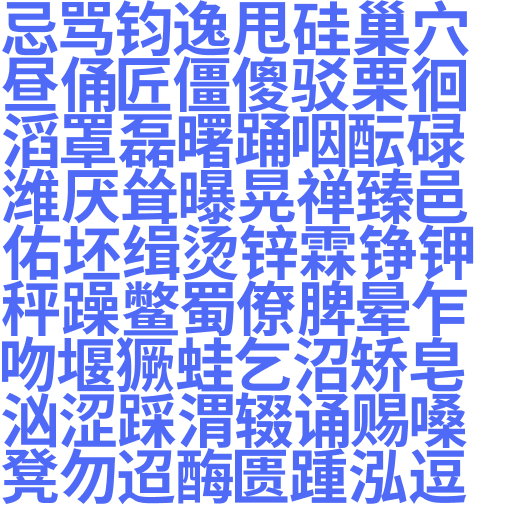 忌骂钧逸甩硅巢穴
昼俑匠僵傻驳栗徊
滔罩磊曙踊咽酝碌
潍厌耸曝晃禅臻邑
佑坯缉烫锌霖铮钾
秤躁鳖蜀僚脾晕乍
吻堰獗蛙乞沼矫皂
汹涩踩渭辍诵赐嗓
凳勿迢酶匮踵泓逗